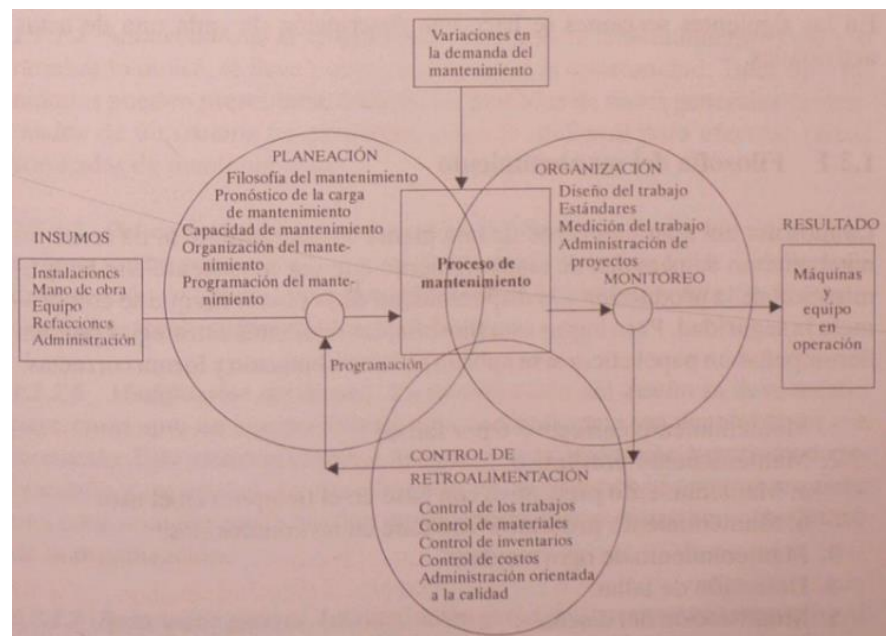 Variaciones en
la demanda del
mantenimiento
PLANEACIÓN
Filosofía del mantenimiento
Pronóstico de la carga
de mantenimiento
Capacidad de mantenimiento
Organización del mante-
nimiento
Programación del mante-
nimiento
ORGANIZACIÓN
Diseño del trabajo
Estándares
Medición del trabajo
Administración de
proyectos
INSUMOS
Instalaciones
Mano de obra
Equipo
Refacciones
Administración
Proceso de
mantenimiento
MONITOREO
RESULTADO
Máquinas
y
equipo
en
operación
Programación
CONTROL DE
RETROALIMENTACIÓN
Control de los trabajos
Control de materiales
Control de inventarios
Control de costos
Administración orientada
a la calidad